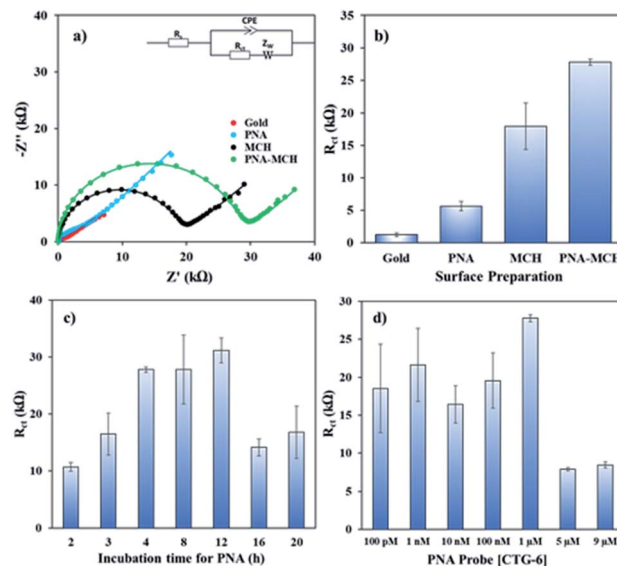 a)
CPE
Rs
Rct
Zw
W
40
30
20
10
0
-Z'' (kΩ)
Gold
PNA
MCH
PNA-MCH
0 10 20 30 40
Z' (kΩ)
b)
35
30
25
20
15
10
5
0
Rct (kΩ)
Gold PNA MCH PNA-MCH
Surface Preparation
c)
40
30
20
10
0
Rct (kΩ)
2 3 4 8 12 16 20
Incubation time for PNA (h)
d)
30
25
20
15
10
5
0
Rct (kΩ)
100 pM 1 nM 10 nM 100 nM 1 µM 5 µM 9 µM
PNA Probe [CTG-6]